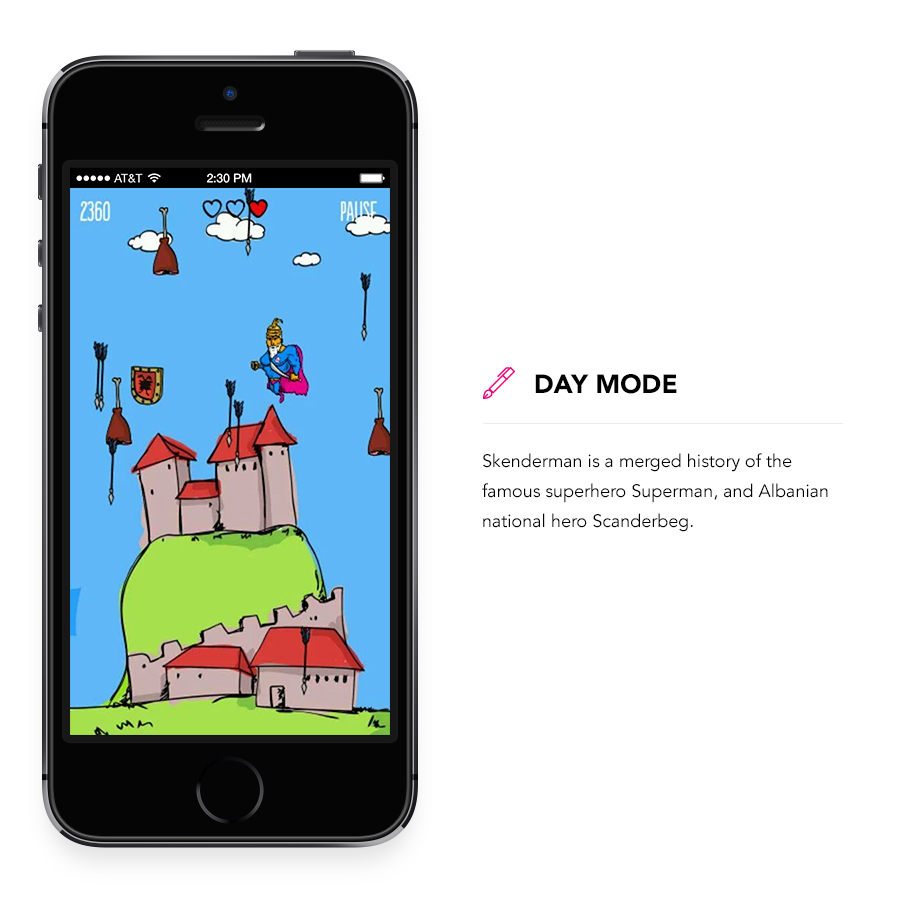 AT&T 2:30 PM
2360 PAUSE
DAY MODE
Skenderman is a merged history of the
famous superhero Superman, and Albanian
national hero Scanderbeg.